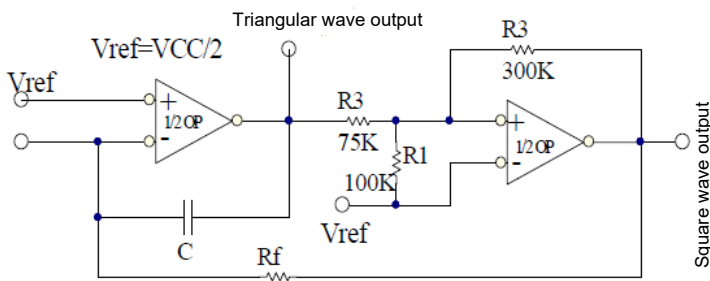 Triangular wave output
Vref=VCC/2
R3
300K
Vref
+
1/2 OP
-
R3
75K
R1
100K
+
1/2 OP
-
Vref
C
Rf
Square wave output